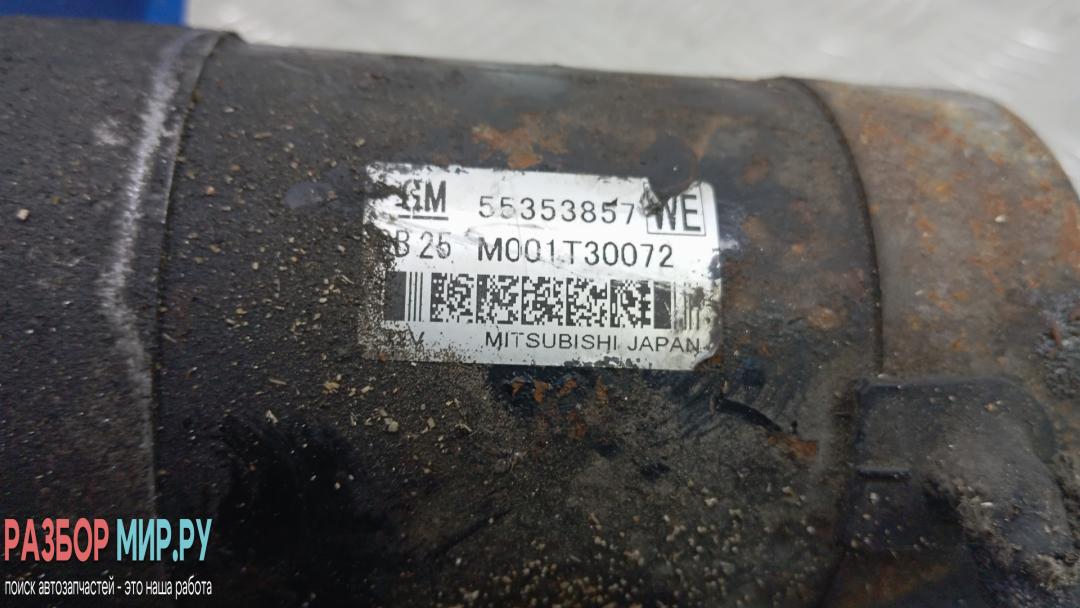 GM 55353857 WE
B 25 M001T30072
V MITSUBISHI JAPAN
РАЗБОР МИР.РУ
поиск автозапчастей - это наша работа